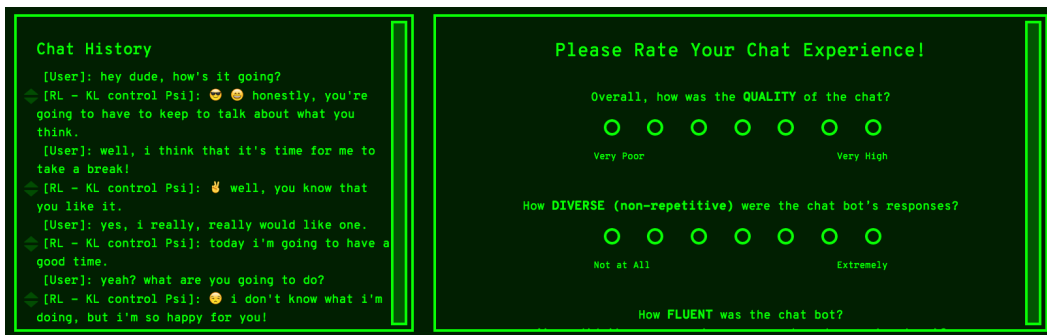 Chat History
[User]: hey dude, how's it going?
[RL - KL control Psi]: 😎 😄 honestly, you're
going to have to keep to talk about what you
think.
[User]: well, i think that it's time for me to
take a break!
[RL - KL control Psi]: ✌ well, you know that
you like it.
[User]: yes, i really, really would like one.
[RL - KL control Psi]: today i'm going to have a
good time.
[User]: yeah? what are you going to do?
[RL - KL control Psi]: 😏 i don't know what i'm
doing, but i'm so happy for you!
Please Rate Your Chat Experience!
Overall, how was the QUALITY of the chat?
Very Poor Very High
How DIVERSE (non-repetitive) were the chat bot's responses?
Not at All Extremely
How FLUENT was the chat bot?